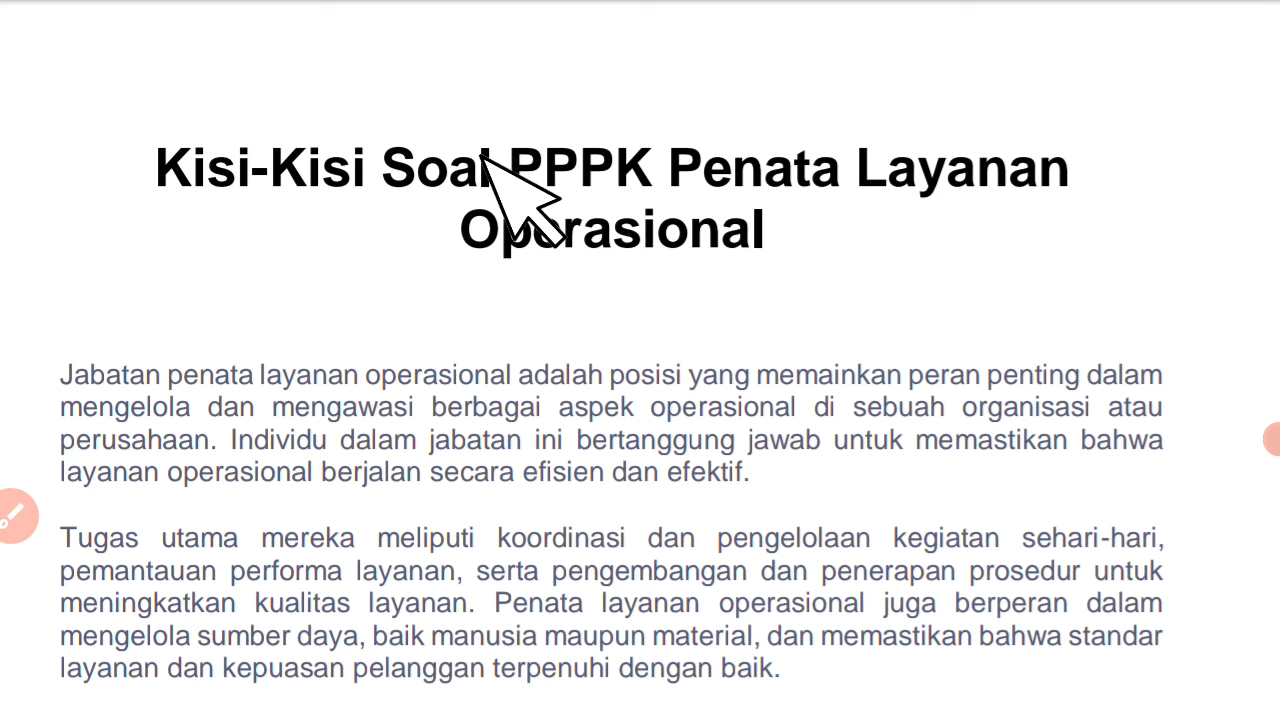 Kisi-Kisi Soal PPPK Penata Layanan
Operasional
Jabatan penata layanan operasional adalah posisi yang memainkan peran penting dalam
mengelola dan mengawasi berbagai aspek operasional di sebuah organisasi atau
perusahaan. Individu dalam jabatan ini bertanggung jawab untuk memastikan bahwa
layanan operasional berjalan secara efisien dan efektif.
Tugas utama mereka meliputi koordinasi dan pengelolaan kegiatan sehari-hari,
pemantauan performa layanan, serta pengembangan dan penerapan prosedur untuk
meningkatkan kualitas layanan. Penata layanan operasional juga berperan dalam
mengelola sumber daya, baik manusia maupun material, dan memastikan bahwa standar
layanan dan kepuasan pelanggan terpenuhi dengan baik.